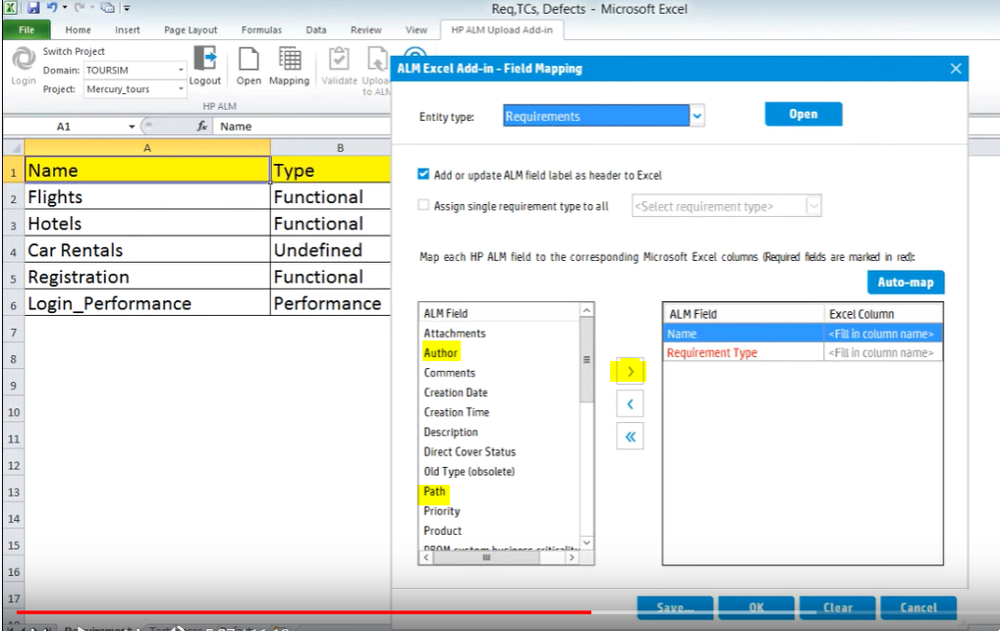 Req,TCs, Defects - Microsoft Excel
File Home Insert Page Layout Formulas Data Review View HP ALM Upload Add-in
Switch Project
Login Domain: TOURSIM
Project: Mercury_tours
Logout Open Mapping Validate Upload
to ALM
HP ALM
A1 fx Name
A B
1 Name Type
2 Flights Functional
3 Hotels Functional
4 Car Rentals Undefined
5 Registration Functional
6 Login_Performance Performance
7
8
9
10
11
12
13
14
15
16
17
ALM Excel Add-in - Field Mapping
Entity type: Requirements Open
Add or update ALM field label as header to Excel
Assign single requirement type to all <Select requirement type>
Map each HP ALM field to the corresponding Microsoft Excel columns (Required fields are marked in red):
Auto-map
ALM Field
Attachments
Author
Comments
Creation Date
Creation Time
Description
Direct Cover Status
Old Type (obsolete)
Path
Priority
Product
ALM Field Excel Column
Name <Fill in column name>
Requirement Type <Fill in column name>
Save... OK Clear Cancel